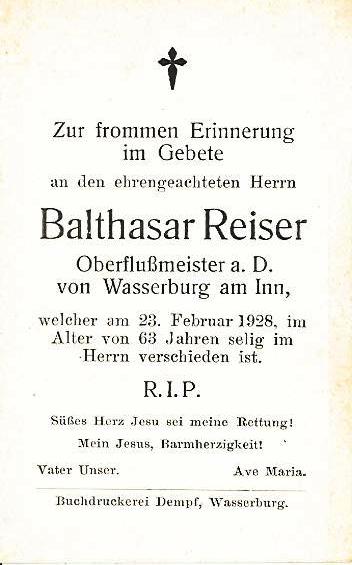 Zur frommen Erinnerung
im Gebete
an den ehrengeachteten Herrn
Balthasar Reiser
Oberflußmeister a. D.
von Wasserburg am Inn,
welcher am 23. Februar 1928, im
Alter von 63 Jahren selig im
Herrn verschieden ist.
R.I.P.
Süßes Herz Jesu sei meine Rettung!
Mein Jesus, Barmherzigkeit!
Vater Unser. Ave Maria.
Buchdruckerei Dempf, Wasserburg.